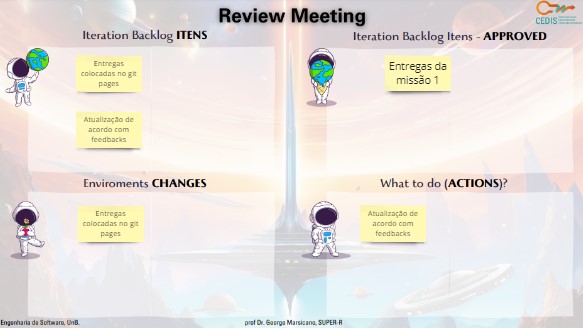 Review Meeting
CEDIS
Iteration Backlog ITENS
Entregas
colocadas no git
pages
Atualização de
acordo com
feedbacks
Iteration Backlog Itens - APPROVED
Entregas da
missão 1
Enviroments CHANGES
Entregas
colocadas no git
pages
What to do (ACTIONS)?
Atualização de
acordo com
feedbacks
Engenharia de Software, UnB.
prof Dr. George Marsicano, SUPER-R